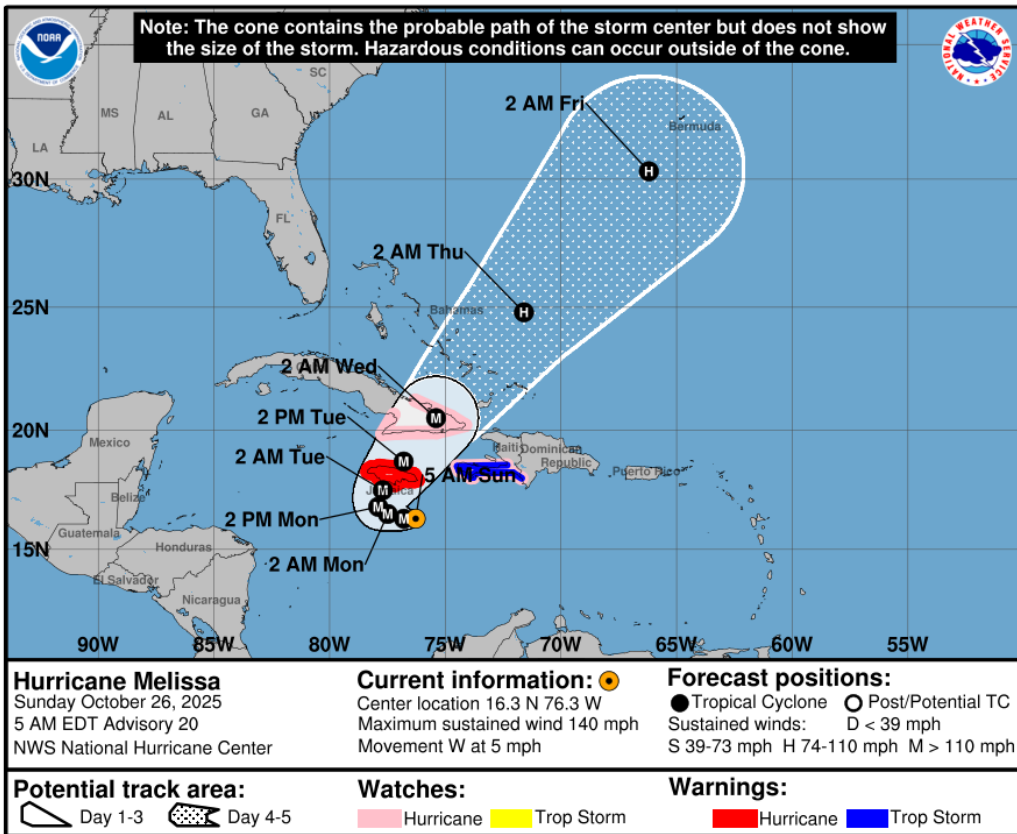 Note: The cone contains the probable path of the storm center but does not show
the size of the storm. Hazardous conditions can occur outside of the cone.
NOAA
NATIONAL WEATHER SERVICE
SC
2 AM Fri
MS
AL
GA
Bermuda
LA
30N
FL
2 AM Thu
25N
Bahamas
2 AM Wed
Cuba
2 PM Tue
20N
Mexico
Haiti
Dominican
Republic
Puerto Rico
2 AM Tue
5 AM Sun
Jamaica
Belize
2 PM Mon
Guatemala
Honduras
2 AM Mon
15N
El Salvador
Nicaragua
H
H
M
M
M
M
M
M
90W
85W
80W
75W
70W
65W
60W
55W
Hurricane Melissa
Sunday October 26, 2025
5 AM EDT Advisory 20
NWS National Hurricane Center
Current information:
Center location 16.3 N 76.3 W
Maximum sustained wind 140 mph
Movement W at 5 mph
Forecast positions:
Tropical Cyclone Post/Potential TC
Sustained winds: D < 39 mph
S 39-73 mph H 74-110 mph M > 110 mph
Potential track area:
Day 1-3 Day 4-5
Watches:
Hurricane Trop Storm
Warnings:
Hurricane Trop Storm